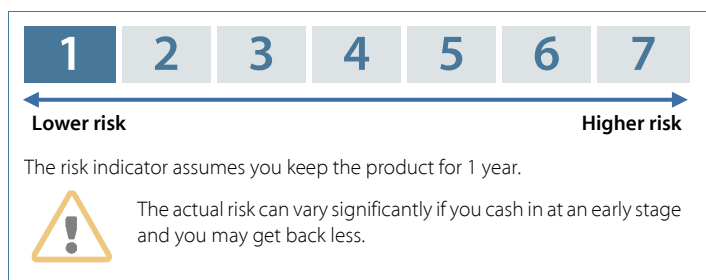 1 2 3 4 5 6 7
Lower risk Higher risk
The risk indicator assumes you keep the product for 1 year.
The actual risk can vary significantly if you cash in at an early stage
and you may get back less.